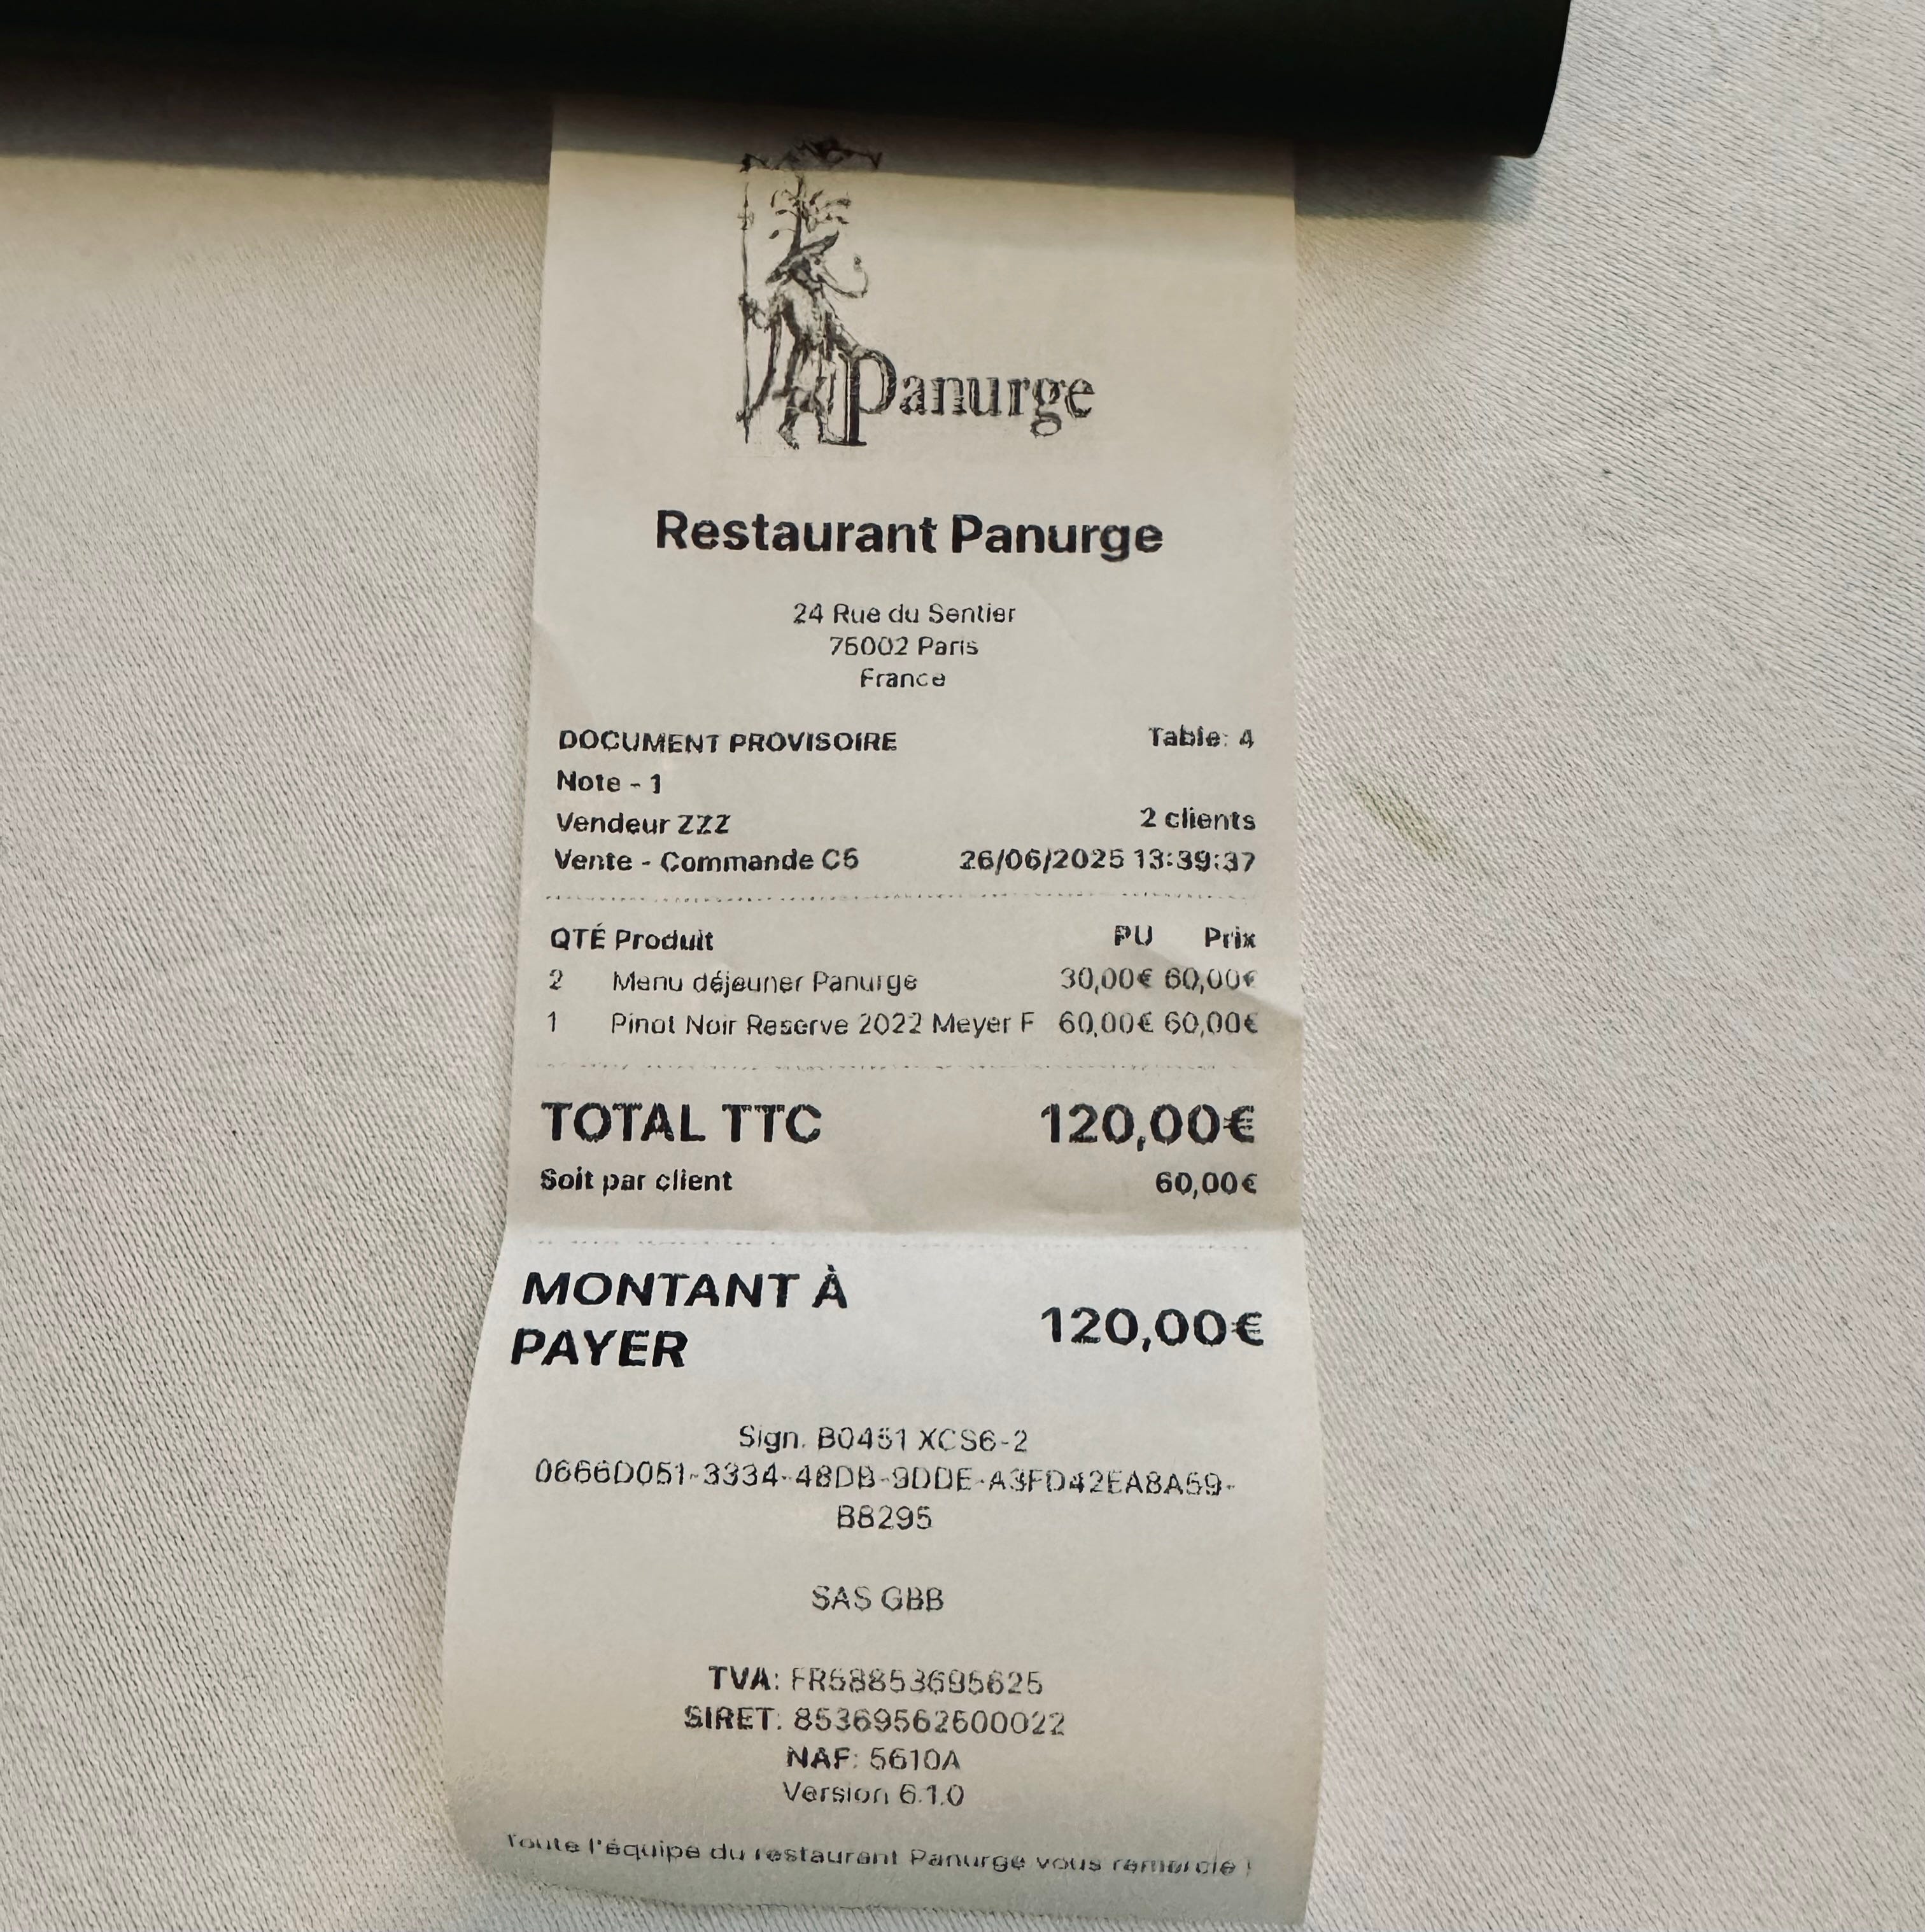 Panurge
Restaurant Panurge
24 Rue du Sentier
75002 Paris
France
DOCUMENT PROVISOIRE Table: 4
Note - 1
Vendeur ZZZ 2 clients
Vente - Commande C5 26/06/2025 13:39:37
QTÉ Produit PU Prix
2 Menu déjeuner Panurge 30,00€ 60,00€
1 Pinot Noir Reserve 2022 Meyer F 60,00€ 60,00€
TOTAL TTC 120,00€
Soit par client 60,00€
MONTANT À
PAYER 120,00€
Sign. B0451 XCS6-2
0666D051-3334-48DB-9DDE-A3FD42EA8A59-
B8295
SAS GBB
TVA: FR58853695625
SIRET: 85369562500022
NAF: 5610A
Version 6.1.0
Toute l'équipe du restaurant Panurge vous remercie !